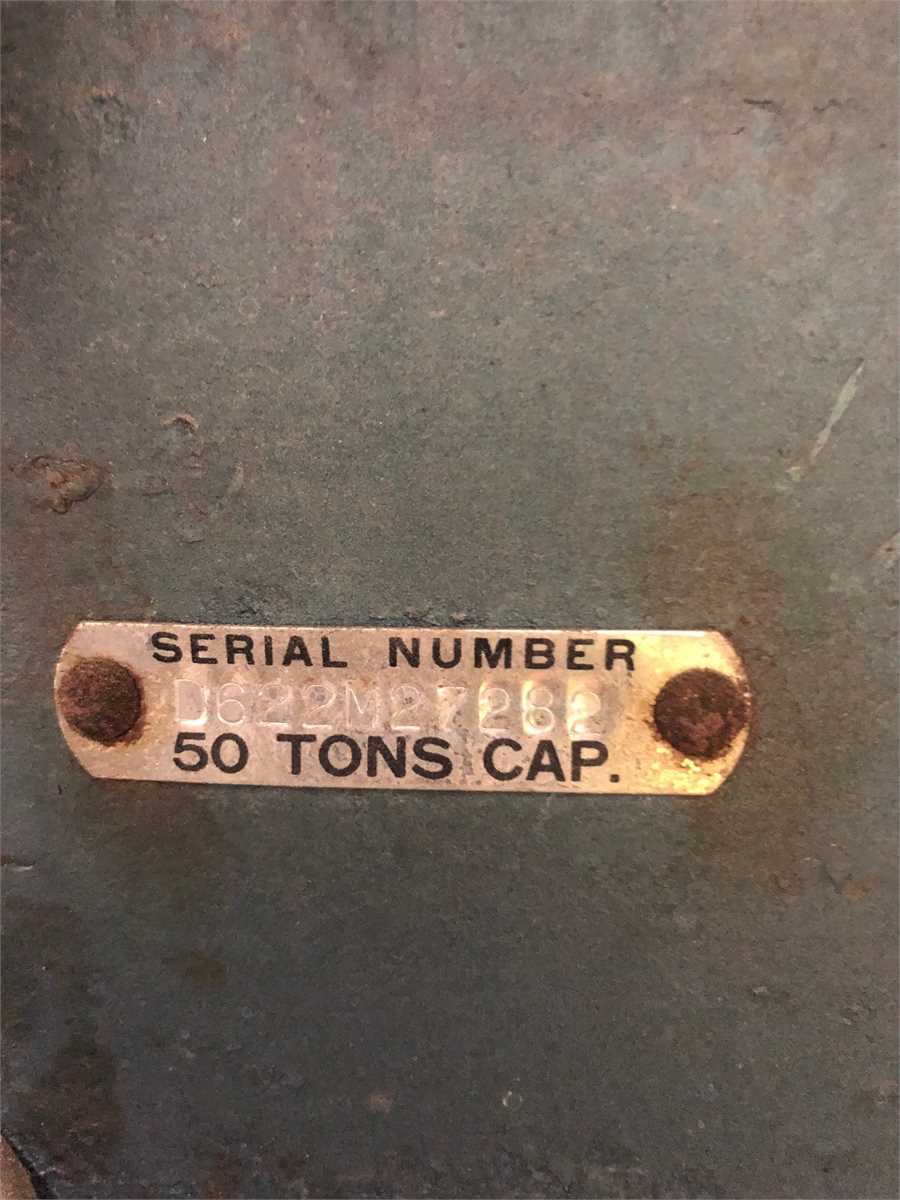 SERIAL NUMBER
D622M27282
50 TONS CAP.